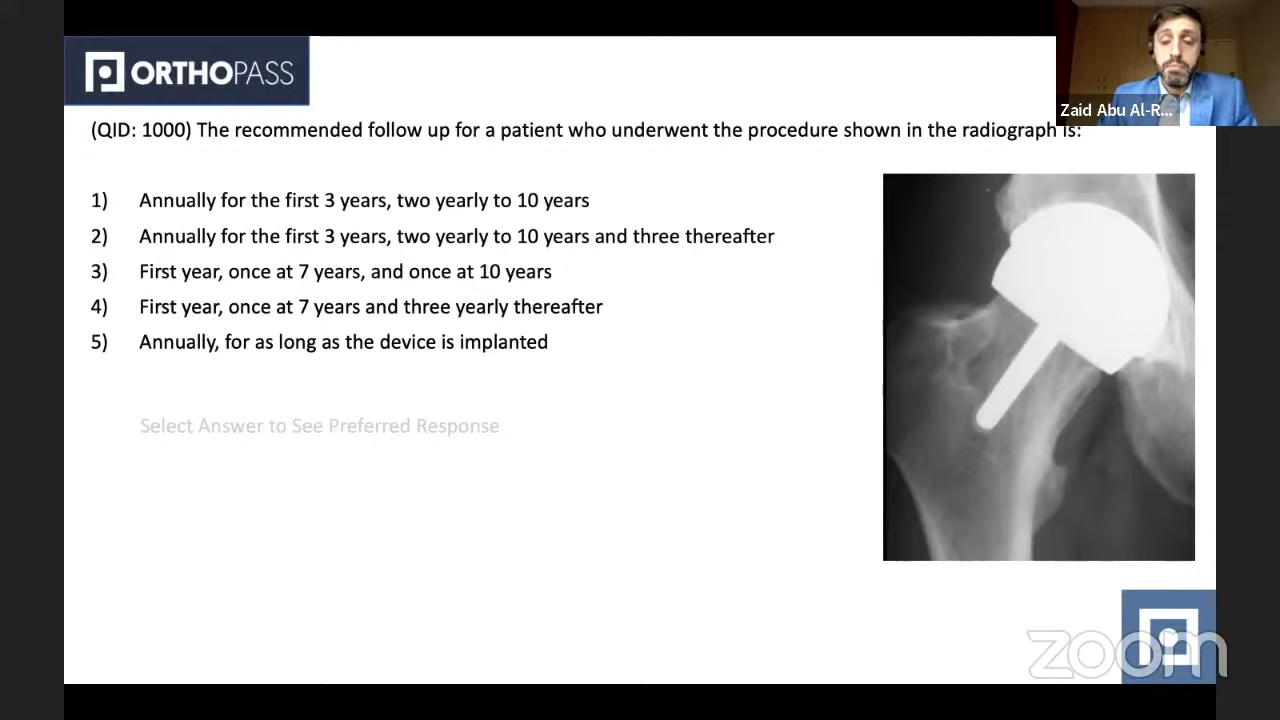 ORTHOPASS
Zaid Abu Al-R...
(QID: 1000) The recommended follow up for a patient who underwent the procedure shown in the radiograph is:
1) Annually for the first 3 years, two yearly to 10 years
2) Annually for the first 3 years, two yearly to 10 years and three thereafter
3) First year, once at 7 years, and once at 10 years
4) First year, once at 7 years and three yearly thereafter
5) Annually, for as long as the device is implanted
Select Answer to See Preferred Response
zoom